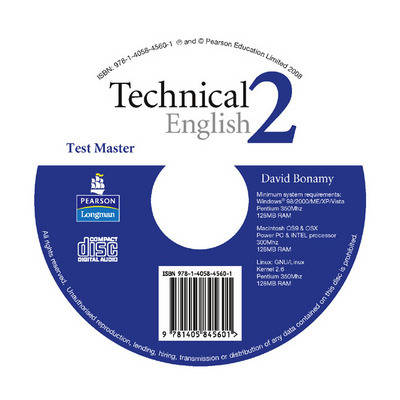 ISBN: 978-1-4058-4560-1 ℗ and © Pearson Education Limited 2008
Technical 2
English
Test Master
David Bonamy
PEARSON
Longman
Minimum system requirements:
Windows® 98/2000/ME/XP/Vista
Pentium 350Mhz
128MB RAM
Macintosh OS9 & OSX
Power PC & INTEL processor
300Mhz
128MB RAM
Linux: GNU/Linux
Kernel 2.6
Pentium 350Mhz
128MB RAM
COMPACT
disc
DIGITAL AUDIO
ISBN 978-1-4058-4560-1
9 781405 845601 >
All rights reserved. Unauthorised reproduction, lending, hiring, transmission or distribution of any data contained on this disc is prohibited.